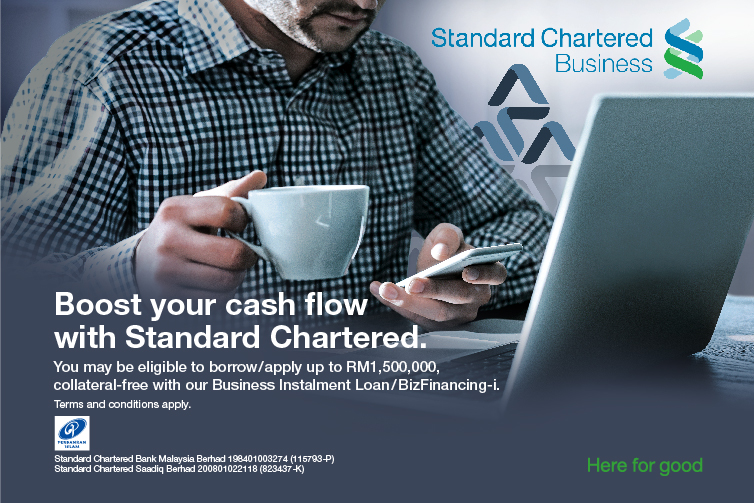 Standard Chartered
Business
Boost your cash flow
with Standard Chartered.
You may be eligible to borrow/apply up to RM1,500,000,
collateral-free with our Business Instalment Loan/BizFinancing-i.
Terms and conditions apply.
PERBANKAN
ISLAM
Standard Chartered Bank Malaysia Berhad 198401003274 (115793-P)
Standard Chartered Saadiq Berhad 200801022118 (823437-K)
Here for good